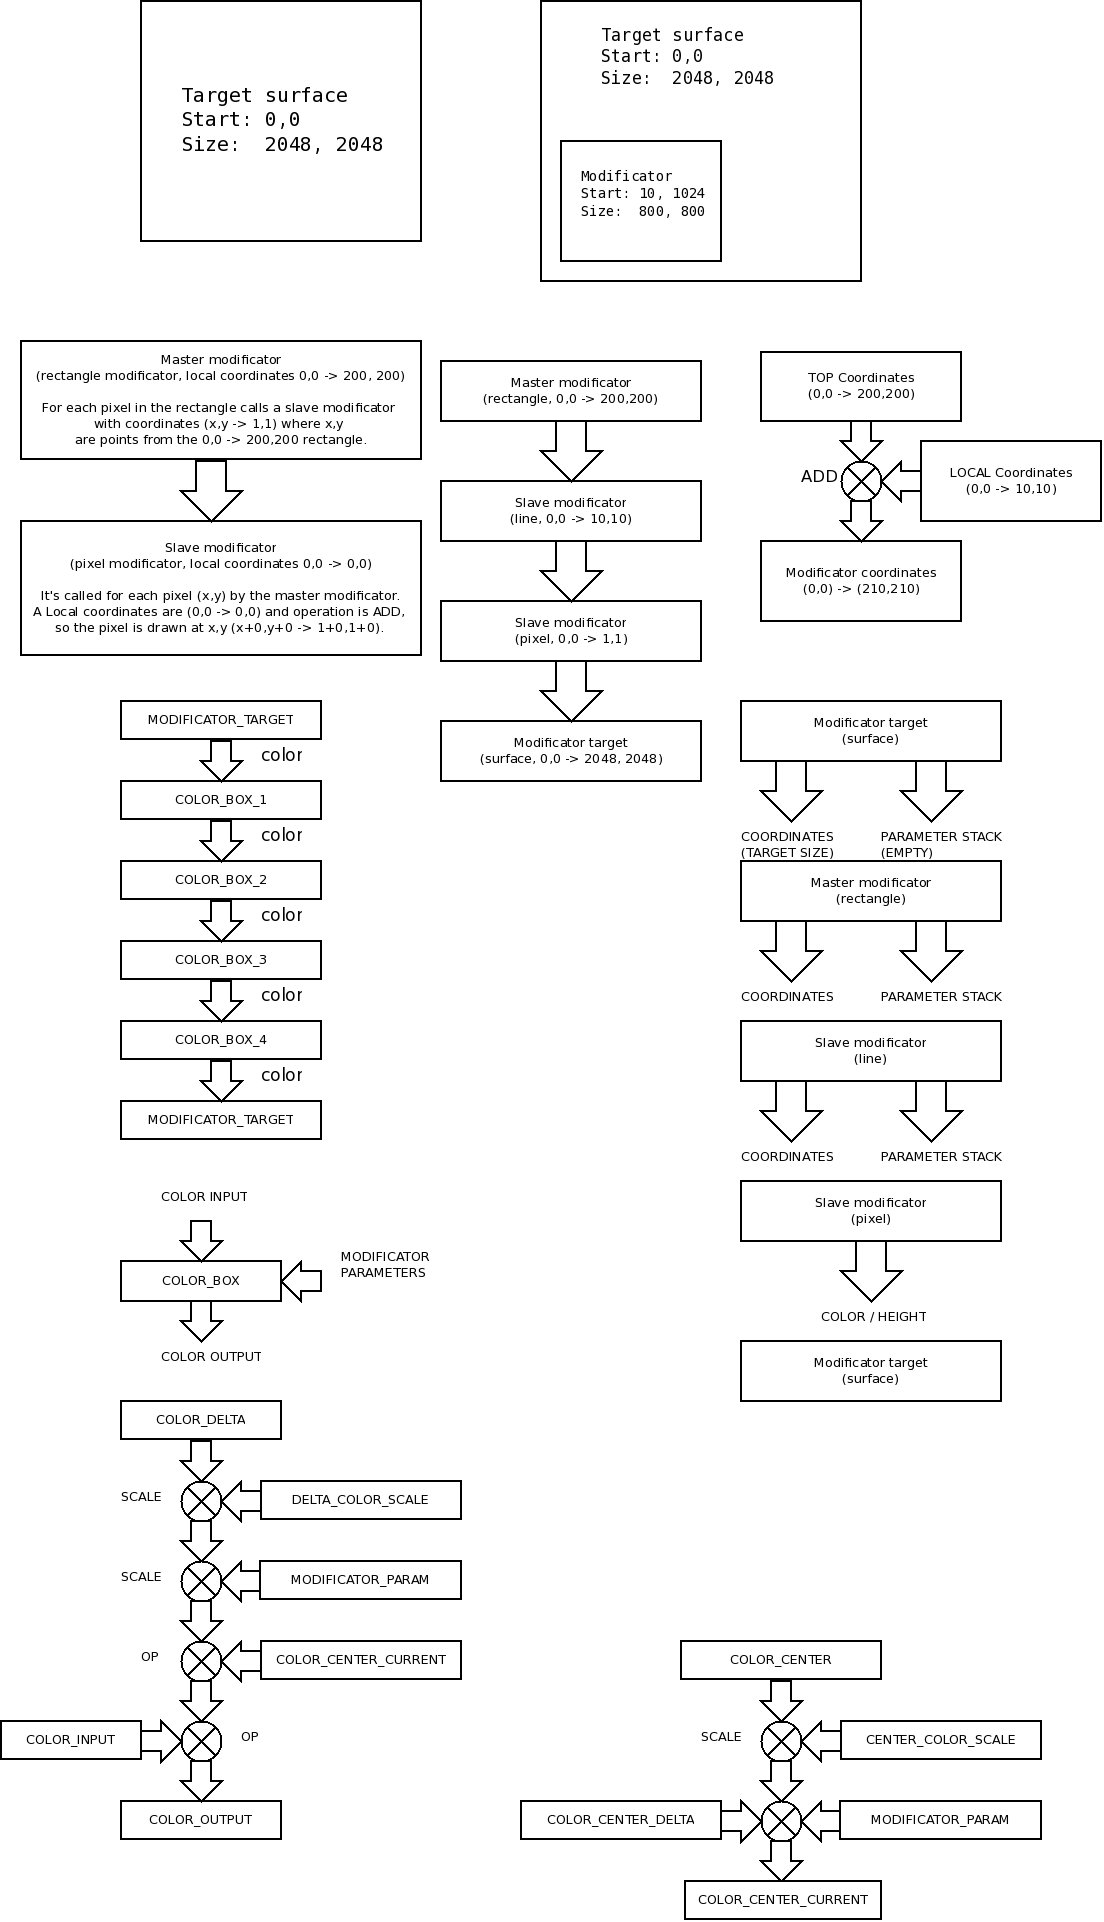 Target surface
Start: 0,0
Size:  2048, 2048
Target surface
Start: 0,0
Size:  2048, 2048
Modificator
Start: 10, 1024
Size:  800, 800
Master modificator
(rectangle modificator, local coordinates 0,0 -> 200, 200)
For each pixel in the rectangle calls a slave modificator
with coordinates (x,y -> 1,1) where x,y
are points from the 0,0 -> 200,200 rectangle.
Slave modificator
(pixel modificator, local coordinates 0,0 -> 0,0)
It's called for each pixel (x,y) by the master modificator.
A Local coordinates are (0,0 -> 0,0) and operation is ADD,
so the pixel is drawn at x,y (x+0,y+0 -> 1+0,1+0).
Master modificator
(rectangle, 0,0 -> 200,200)
Slave modificator
(line, 0,0 -> 10,10)
Slave modificator
(pixel, 0,0 -> 1,1)
Modificator target
(surface, 0,0 -> 2048, 2048)
TOP Coordinates
(0,0 -> 200,200)
ADD
LOCAL Coordinates
(0,0 -> 10,10)
Modificator coordinates
(0,0) -> (210,210)
MODIFICATOR_TARGET
color
COLOR_BOX_1
color
COLOR_BOX_2
color
COLOR_BOX_3
color
COLOR_BOX_4
color
MODIFICATOR_TARGET
Modificator target
(surface)
COORDINATES
(TARGET SIZE)
PARAMETER STACK
(EMPTY)
Master modificator
(rectangle)
COORDINATES
PARAMETER STACK
Slave modificator
(line)
COORDINATES
PARAMETER STACK
Slave modificator
(pixel)
COLOR / HEIGHT
Modificator target
(surface)
COLOR INPUT
COLOR_BOX
MODIFICATOR
PARAMETERS
COLOR OUTPUT
COLOR_DELTA
SCALE
DELTA_COLOR_SCALE
SCALE
MODIFICATOR_PARAM
OP
COLOR_CENTER_CURRENT
COLOR_INPUT
OP
COLOR_OUTPUT
COLOR_CENTER
SCALE
CENTER_COLOR_SCALE
COLOR_CENTER_DELTA
MODIFICATOR_PARAM
COLOR_CENTER_CURRENT